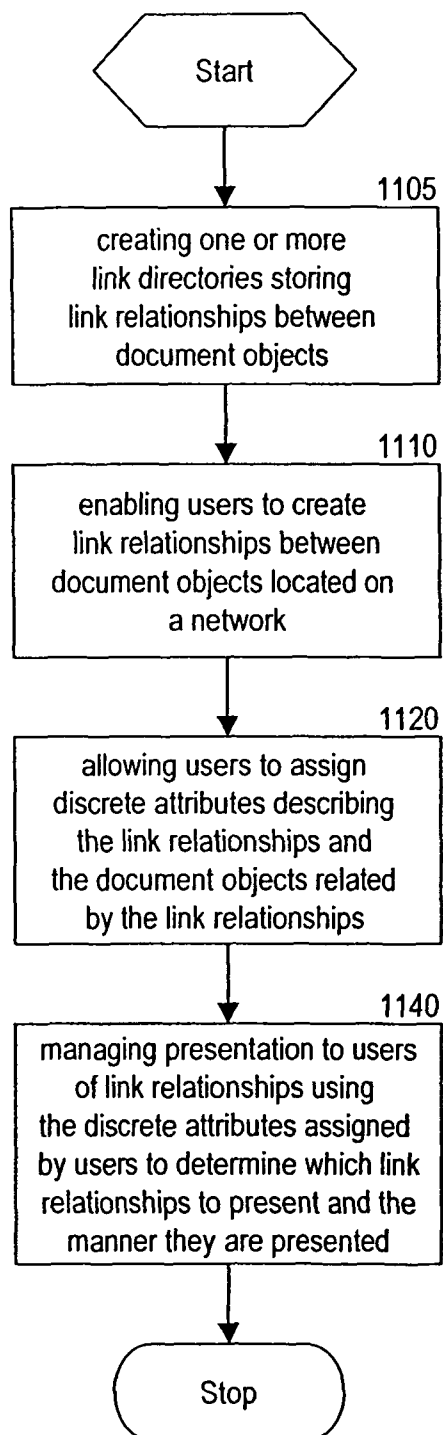 Start
1105
creating one or more
link directories storing
link relationships between
document objects
1110
enabling users to create
link relationships between
document objects located on
a network
1120
allowing users to assign
discrete attributes describing
the link relationships and
the document objects related
by the link relationships
1140
managing presentation to users
of link relationships using
the discrete attributes assigned
by users to determine which link
relationships to present and the
manner they are presented
Stop